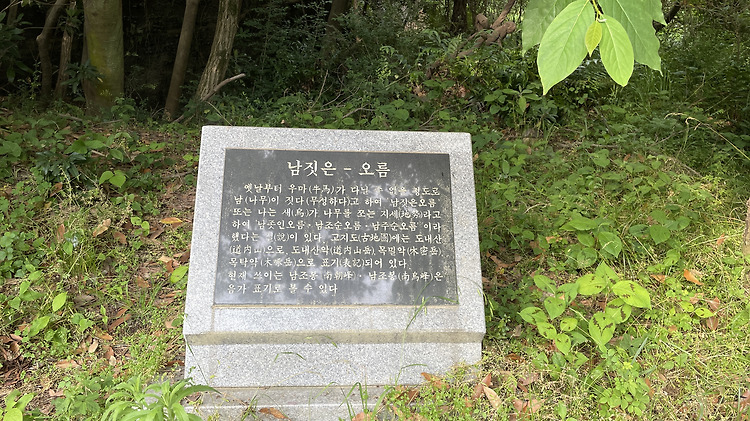 남짓은 - 오름
옛날부터 우마(牛馬)가 다닐 수 없을 정도로
남(나무)이 짓다(무성하다)고 하여 "남짓은오름"
또는 나는 새(鳥)가 나무를 쪼는 지세(地勢)라고
하여 남좃인오름·남조순오름·남주순오름 이라
했다는 설(說)이 있다. 고지도(古地圖)에는 도내산
(道内山)으로, 도내산악(道内山岳), 목밀악(木密岳)
목탁악(木啄岳)으로 표기(表記)되어 있다.
현재 쓰이는 남조봉(南朝峰)·남조봉(南鳥峰)은
음가 표기로 볼 수 있다